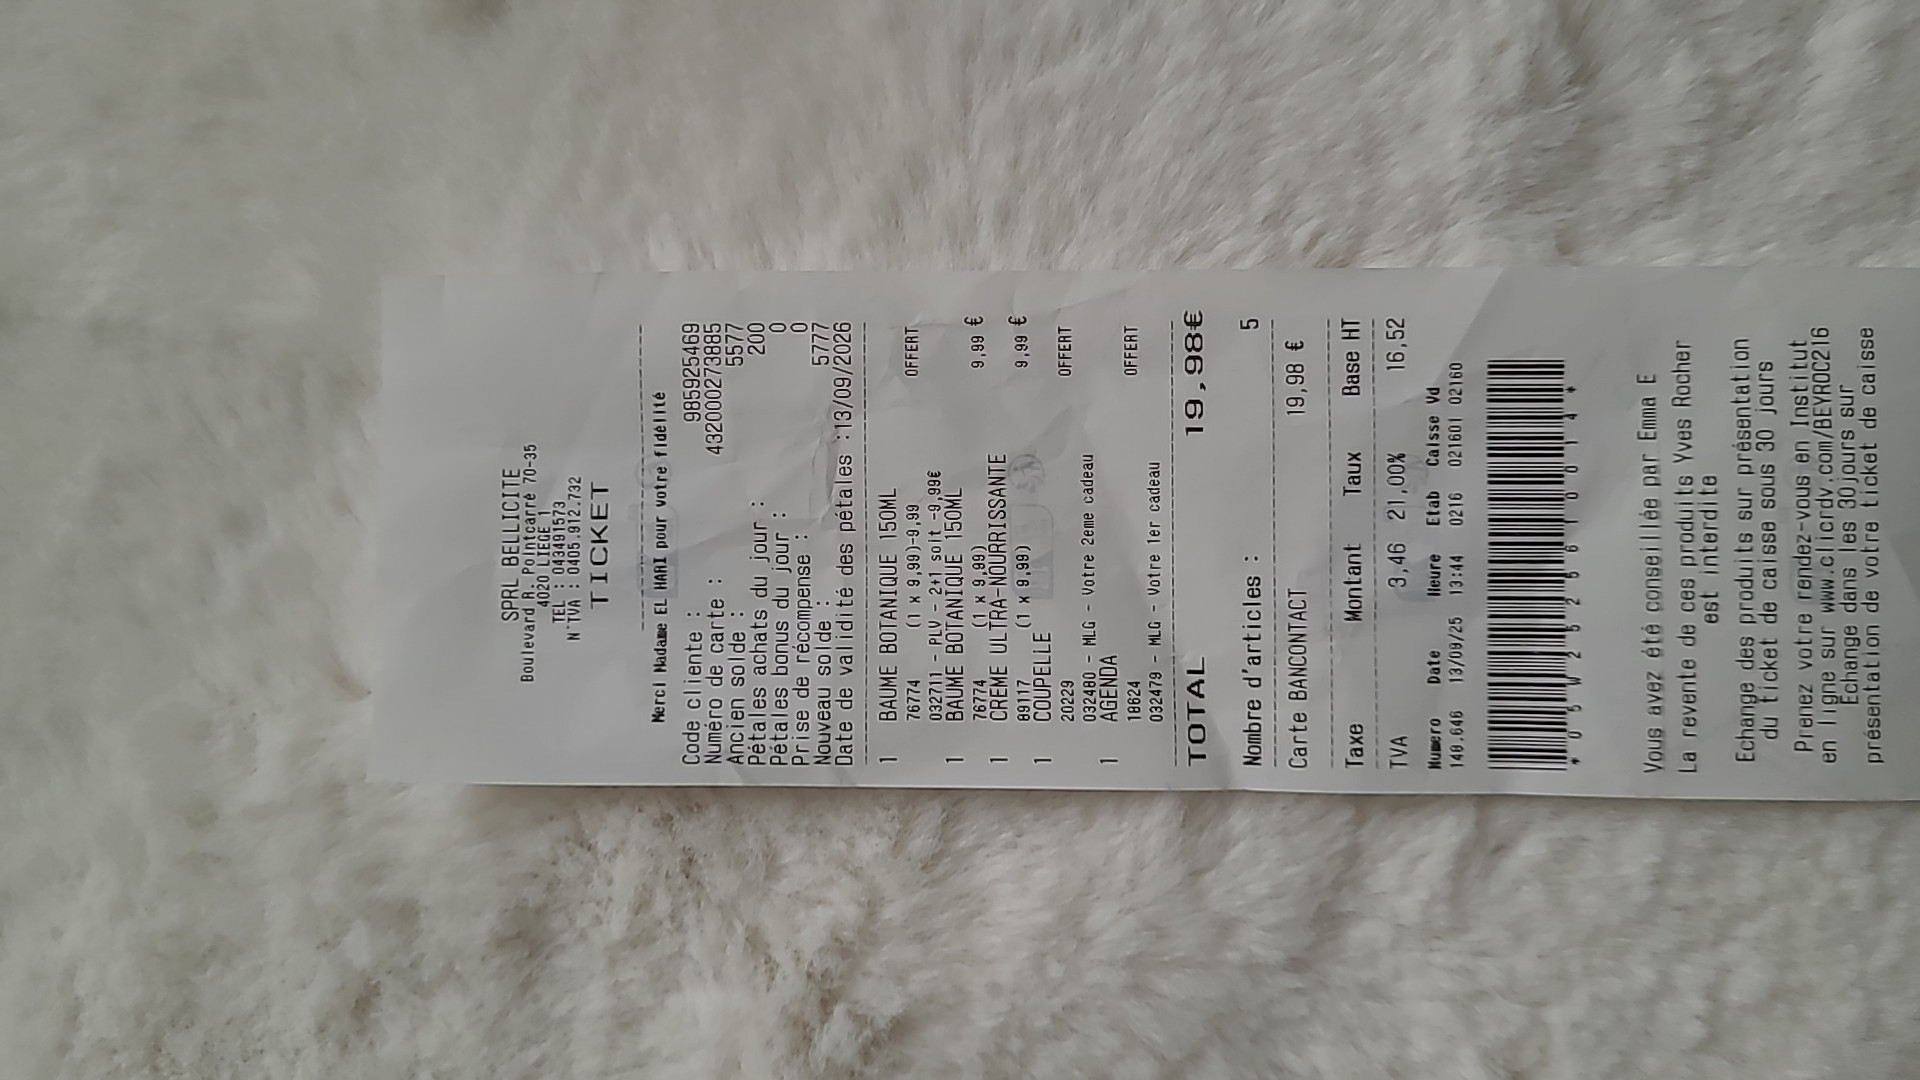 SPRL BELLICITE
Boulevard R. Poincarré 70-35
4020 LIEGE 1
TEL : 043491573
N°TVA : 0405.912.732
TICKET
Merci Madame EL HARI pour votre fidélité
Code cliente : 985925469
Numéro de carte : 4320000273885
Ancien solde : 5577
Pétales achats du jour : 200
Pétales bonus du jour : 0
Prise de récompense : 0
Nouveau solde : 5777
Date de validité des pétales :13/09/2026
1 BAUME BOTANIQUE 150ML
76774 (1 x 9,99)-9,99 OFFERT
032711 - PLV - 2+1 soit -9,99€
1 BAUME BOTANIQUE 150ML
76774 (1 x 9,99) 9,99 €
1 CREME ULTRA-NOURRISSANTE
89117 (1 x 9,99) 9,99 €
1 COUPELLE
20229 OFFERT
032480 - MLG - Votre 2eme cadeau
1 AGENDA
18624 OFFERT
032479 - MLG - Votre 1er cadeau
TOTAL 19,98€
Nombre d'articles : 5
Carte BANCONTACT 19,98 €
Taxe Montant Taux Base HT
TVA 3,46 21,00% 16,52
Numero Date Heure Etab Caisse Vd
140.646 13/09/25 13:44 0216 021601 02160
*05W2526610014*
Vous avez été conseillée par Emma E
La revente de ces produits Yves Rocher
est interdite
Echange des produits sur présentation
du ticket de caisse sous 30 jours
Prenez votre rendez-vous en Institut
en ligne sur www.clicrdv.com/BEYROC216
Echange dans les 30jours sur
présentation de votre ticket de caisse